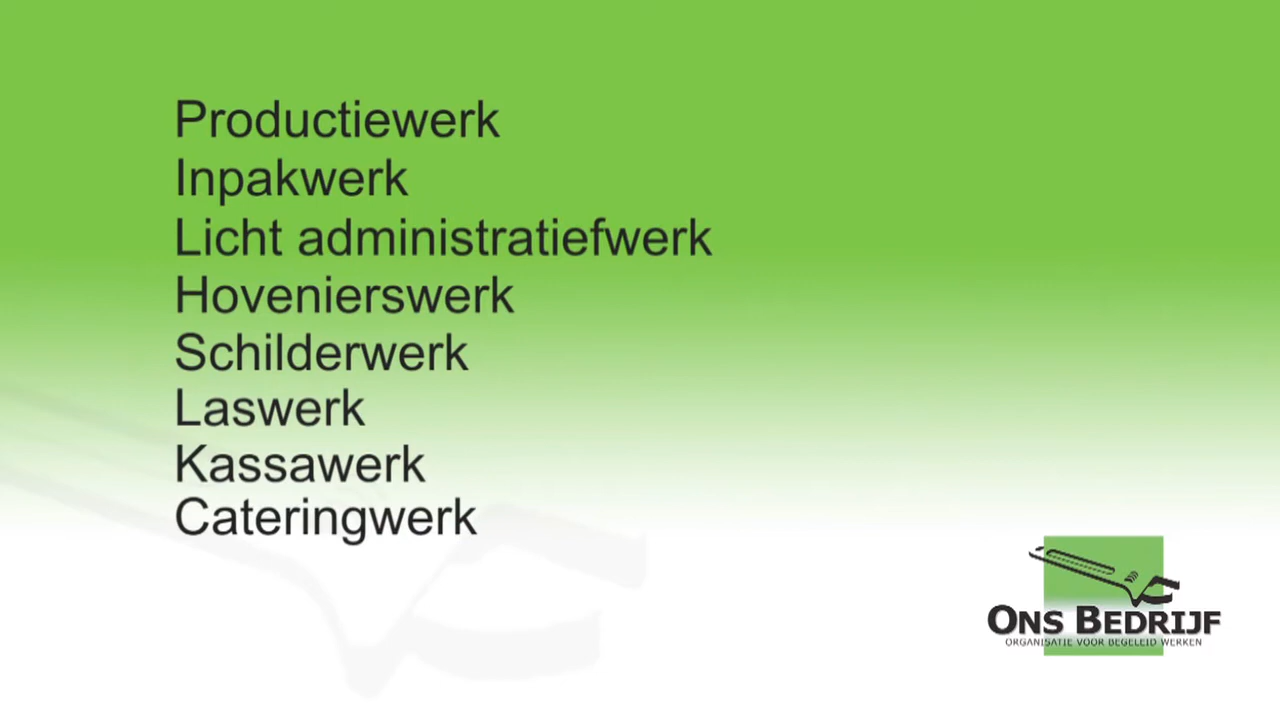 Productiewerk
Inpakwerk
Licht administratiefwerk
Hovenierswerk
Schilderwerk
Laswerk
Kassawerk
Cateringwerk
ONS BEDRIJF
ORGANISATIE VOOR BEGELEID WERKEN